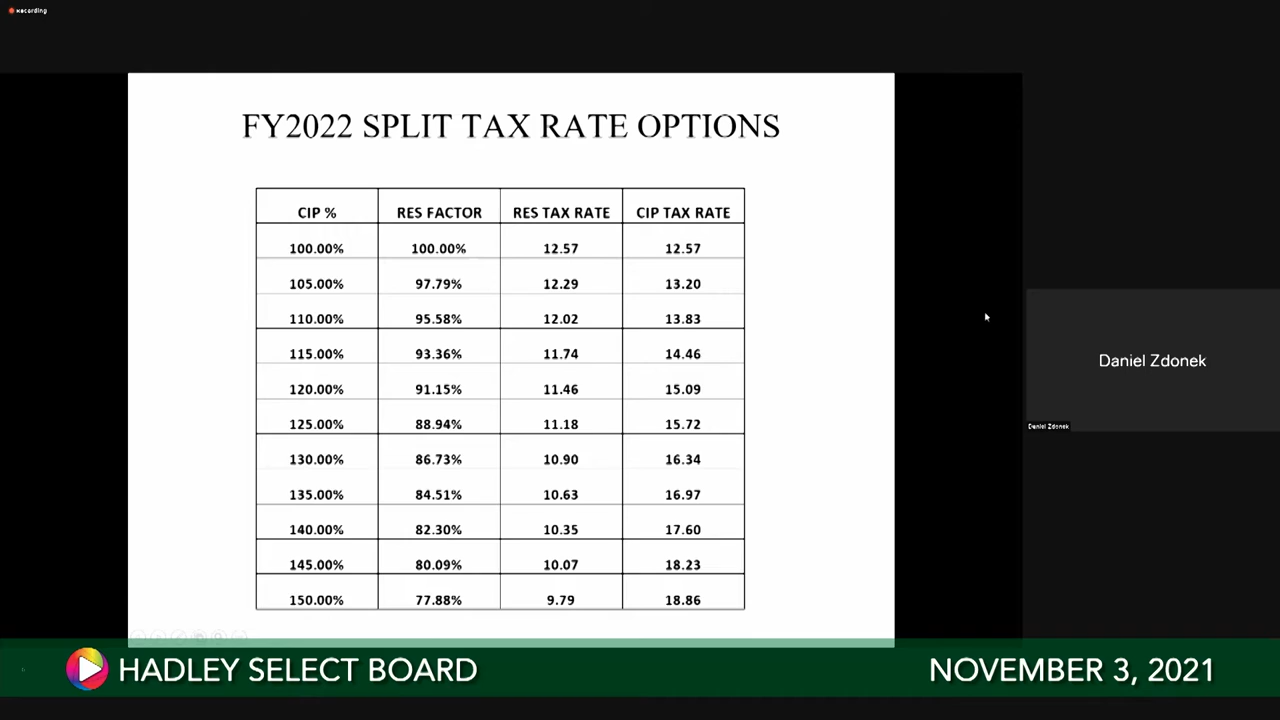 Recording
FY2022 SPLIT TAX RATE OPTIONS
CIP % RES FACTOR RES TAX RATE CIP TAX RATE
100.00% 100.00% 12.57 12.57
105.00% 97.79% 12.29 13.20
110.00% 95.58% 12.02 13.83
115.00% 93.36% 11.74 14.46
120.00% 91.15% 11.46 15.09
125.00% 88.94% 11.18 15.72
130.00% 86.73% 10.90 16.34
135.00% 84.51% 10.63 16.97
140.00% 82.30% 10.35 17.60
145.00% 80.09% 10.07 18.23
150.00% 77.88% 9.79 18.86
Daniel Zdonek
Daniel Zdonek
HADLEY SELECT BOARD
NOVEMBER 3, 2021